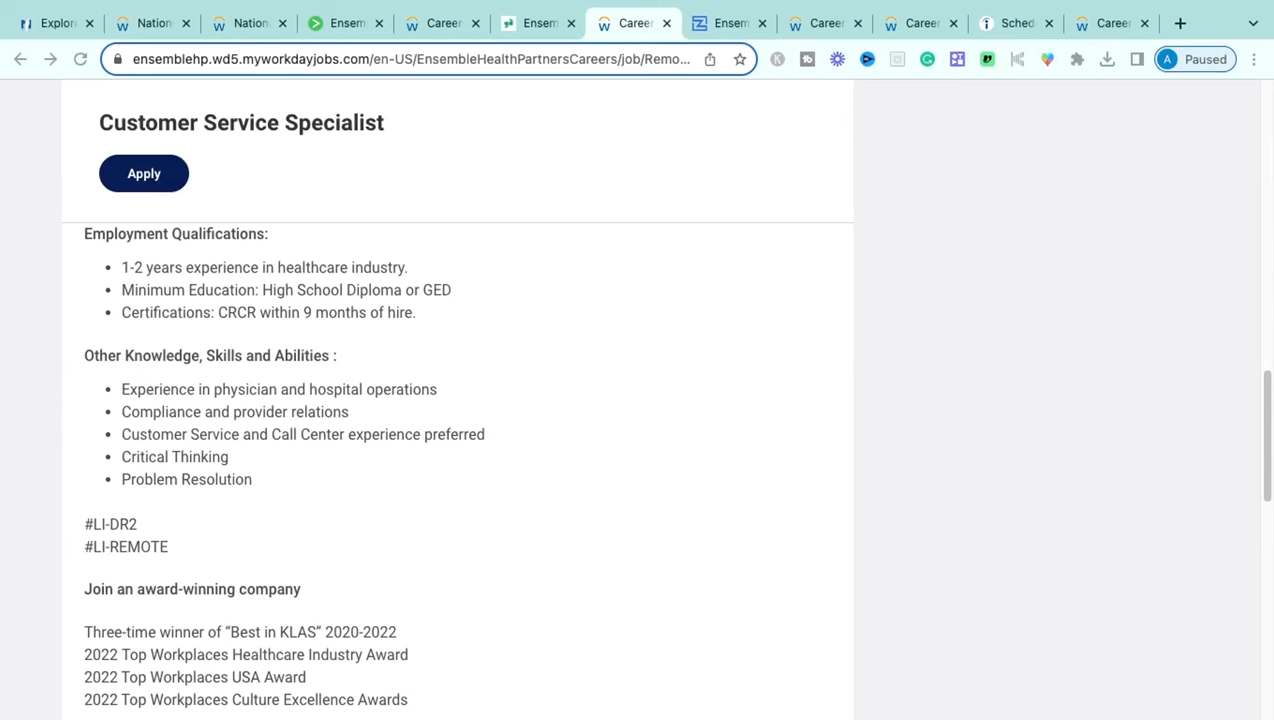 Explore
Nation
Nation
Ensem
Career
Ensem
Career
Ensem
Career
Career
Sched
Career
ensemblehp.wd5.myworkdayjobs.com/en-US/EnsembleHealthPartnersCareers/job/Remo...
A Paused
Customer Service Specialist
Apply
Employment Qualifications:
• 1-2 years experience in healthcare industry.
• Minimum Education: High School Diploma or GED
• Certifications: CRCR within 9 months of hire.
Other Knowledge, Skills and Abilities :
• Experience in physician and hospital operations
• Compliance and provider relations
• Customer Service and Call Center experience preferred
• Critical Thinking
• Problem Resolution
#LI-DR2
#LI-REMOTE
Join an award-winning company
Three-time winner of “Best in KLAS” 2020-2022
2022 Top Workplaces Healthcare Industry Award
2022 Top Workplaces USA Award
2022 Top Workplaces Culture Excellence Awards